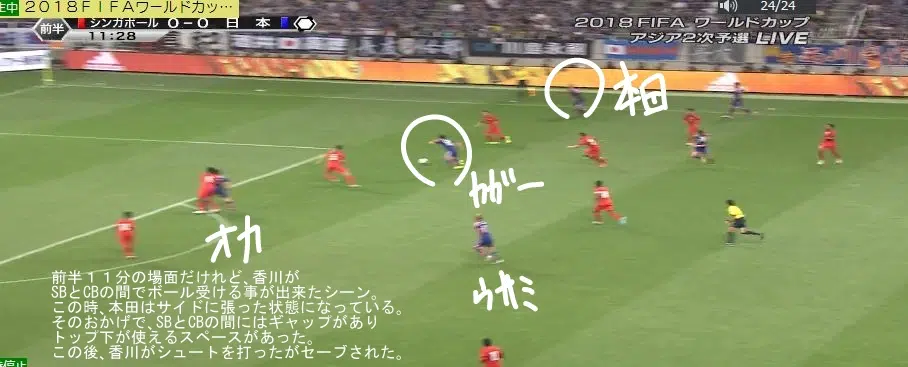 生中
2018FIFAワールドカッ…
24/24
前半
シンガポール 0-0 日本
11:28
2018 FIFA ワールドカップ
アジア2次予選 LIVE
adidas
本田
カガー
オカ
ウサミ
前半11分の場面だけれど、香川が
SBとCBの間でボール受ける事が出来たシーン。
この時、本田はサイドに張った状態になっている。
そのおかげで、SBとCBの間にはギャップがあり
トップ下が使えるスペースがあった。
この後、香川がシュートを打ったがセーブされた。
停止